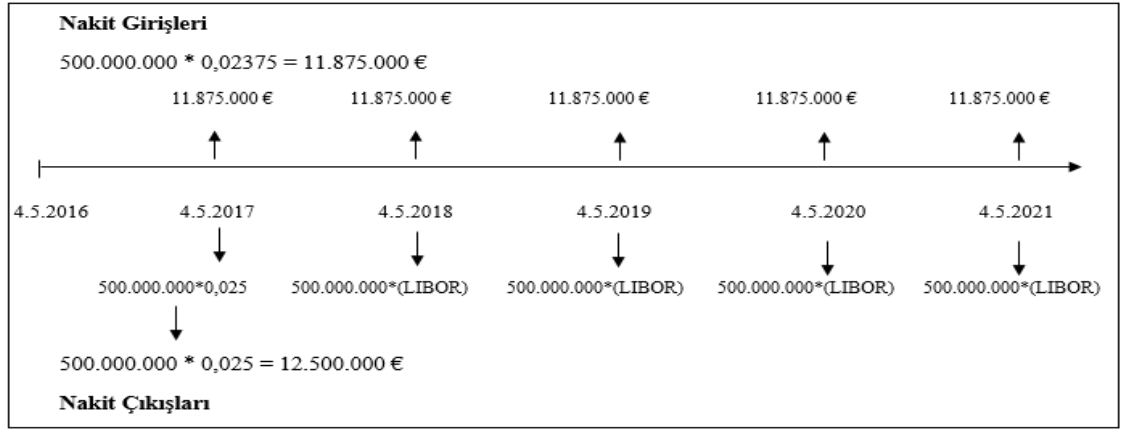 Nakit Girişleri
500.000.000 * 0,02375 = 11.875.000 €
11.875.000 € 11.875.000 € 11.875.000 € 11.875.000 € 11.875.000 €
4.5.2016 4.5.2017 4.5.2018 4.5.2019 4.5.2020 4.5.2021
500.000.000*0,025 500.000.000*(LIBOR) 500.000.000*(LIBOR) 500.000.000*(LIBOR) 500.000.000*(LIBOR)
500.000.000 * 0,025 = 12.500.000 €
Nakit Çıkışları